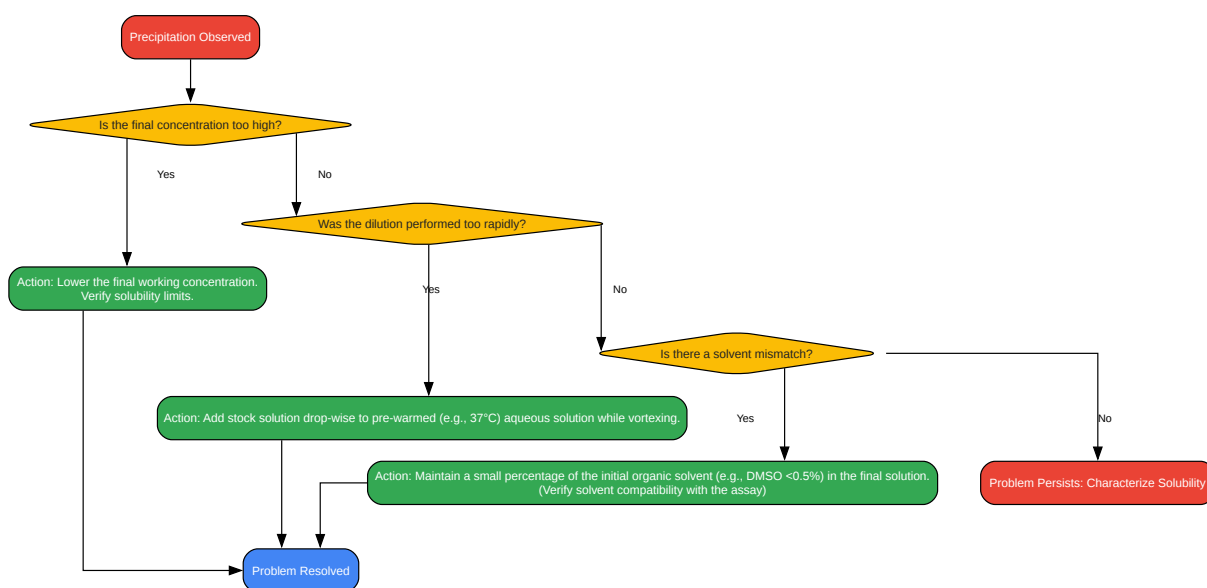 Precipitation Observed
Is the final concentration too high?
Yes
No
Was the dilution performed too rapidly?
Action: Lower the final working concentration.
Verify solubility limits.
Yes
No
Is there a solvent mismatch?
Action: Add stock solution drop-wise to pre-warmed (e.g., 37°C) aqueous solution while vortexing.
Yes
No
Action: Maintain a small percentage of the initial organic solvent (e.g., DMSO <0.5%) in the final solution.
(Verify solvent compatibility with the assay)
Problem Persists: Characterize Solubility
Problem Resolved